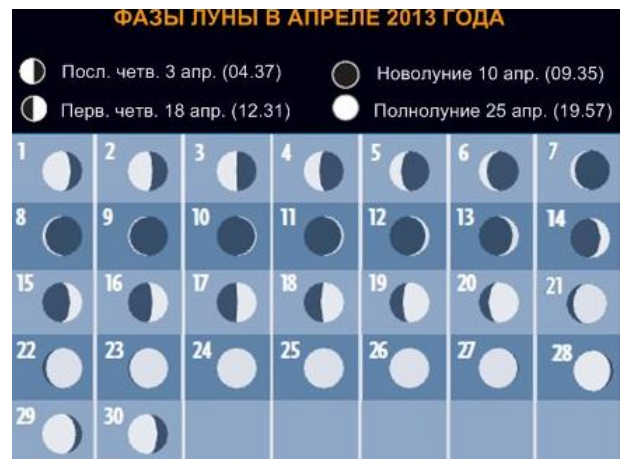 ФАЗЫ ЛУНЫ В АПРЕЛЕ 2013 ГОДА
Посл. четв. 3 апр. (04.37)
Новолуние 10 апр. (09.35)
Перв. четв. 18 апр. (12.31)
Полнолуние 25 апр. (19.57)
1 2 3 4 5 6 7
8 9 10 11 12 13 14
15 16 17 18 19 20 21
22 23 24 25 26 27 28
29 30